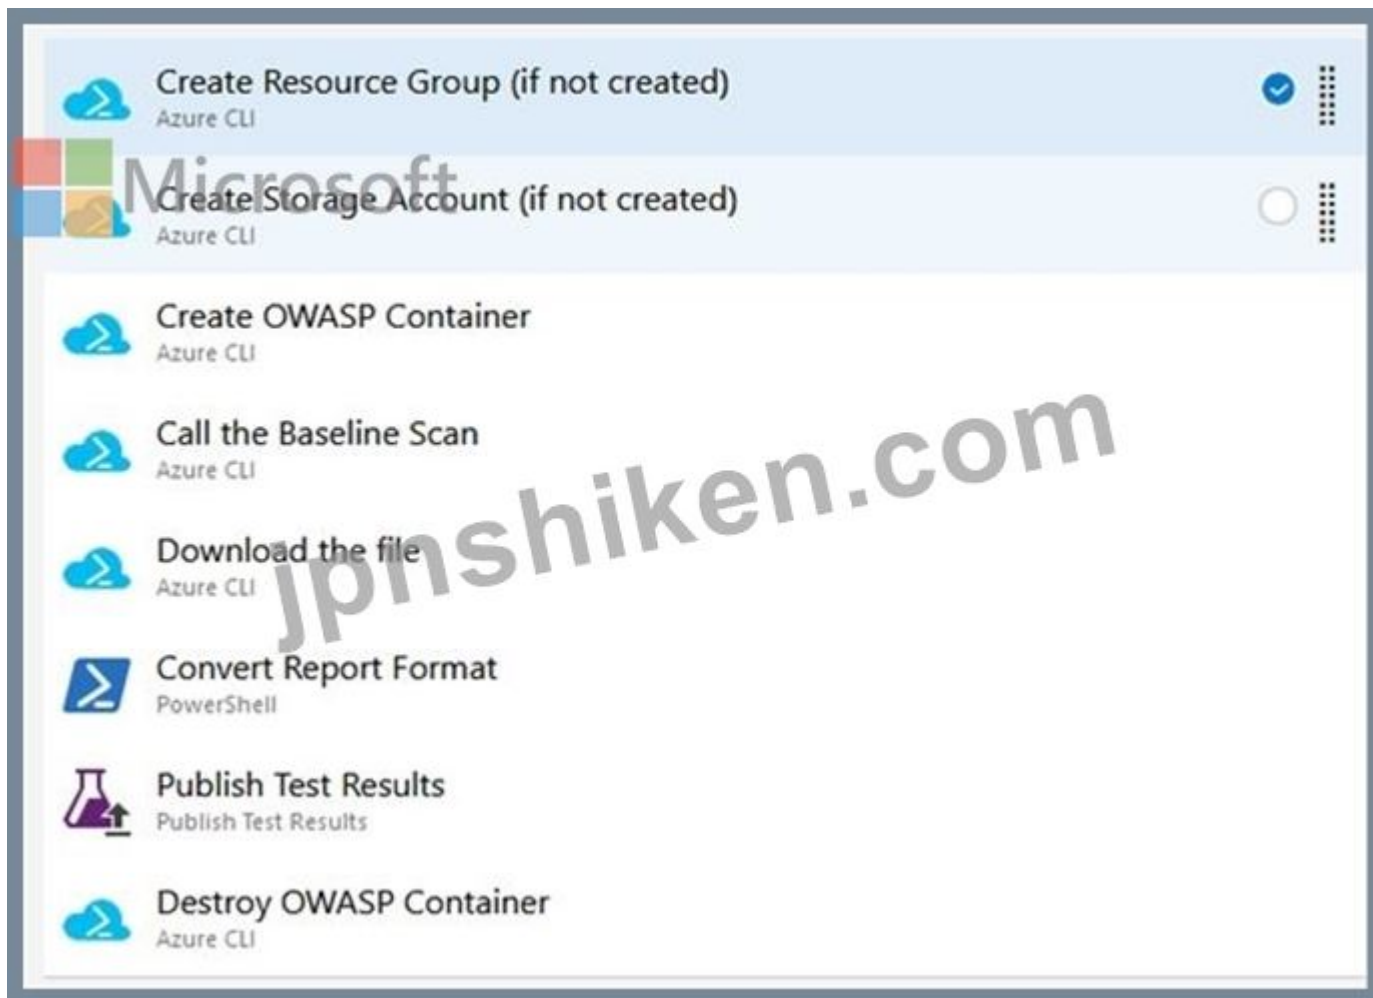 Create Resource Group (if not created)
Azure CLI
Microsoft
Create Storage Account (if not created)
Azure CLI
Create OWASP Container
Azure CLI
Call the Baseline Scan
Azure CLI
jpnshiken.com
Download the file
Azure CLI
Convert Report Format
PowerShell
Publish Test Results
Publish Test Results
Destroy OWASP Container
Azure CLI